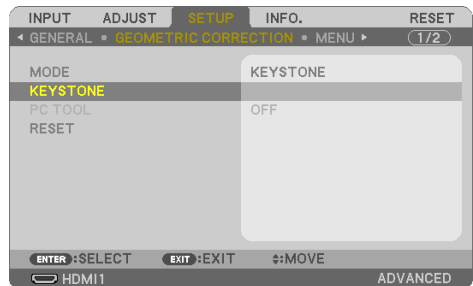 INPUT ADJUST SETUP INFO. RESET
GENERAL • GEOMETRIC CORRECTION • MENU 1/2
MODE KEYSTONE
KEYSTONE
PC TOOL OFF
RESET
ENTER :SELECT EXIT :EXIT :MOVE
HDMI1 ADVANCED